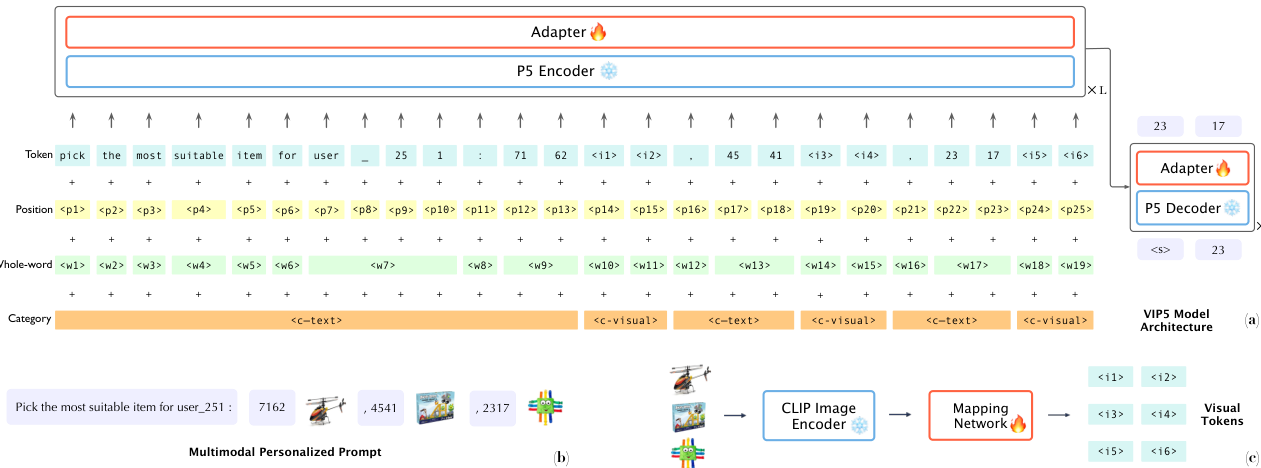 Adapter
P5 Encoder
× L
Token pick the most suitable item for user _ 25 1 : 71 62 <i1> <i2> , 45 41 <i3> <i4> , 23 17 <i5> <i6>
+ + + + + + + + + + + + + + + + + + + + + + + + +
Position <p1> <p2> <p3> <p4> <p5> <p6> <p7> <p8> <p9> <p10> <p11> <p12> <p13> <p14> <p15> <p16> <p17> <p18> <p19> <p20> <p21> <p22> <p23> <p24> <p25>
+ + + + + + + + + + + + + + + + + + + + + + + + +
Whole-word <w1> <w2> <w3> <w4> <w5> <w6> <w7> <w8> <w9> <w10> <w11> <w12> <w13> <w14> <w15> <w16> <w17> <w18> <w19>
+ + + + + + + + + + + + + + + + + + + + + + + + +
Category <c—text> <c-visual> <c—text> <c-visual> <c—text> <c-visual>
23 17
Adapter
P5 Decoder
<s> 23
VIP5 Model
Architecture
(a)
Pick the most suitable item for user_251 : 7162 , 4541 , 2317
Multimodal Personalized Prompt
(b)
CLIP Image
Encoder
Mapping
Network
<i1> <i2>
<i3> <i4>
<i5> <i6>
Visual
Tokens
(c)